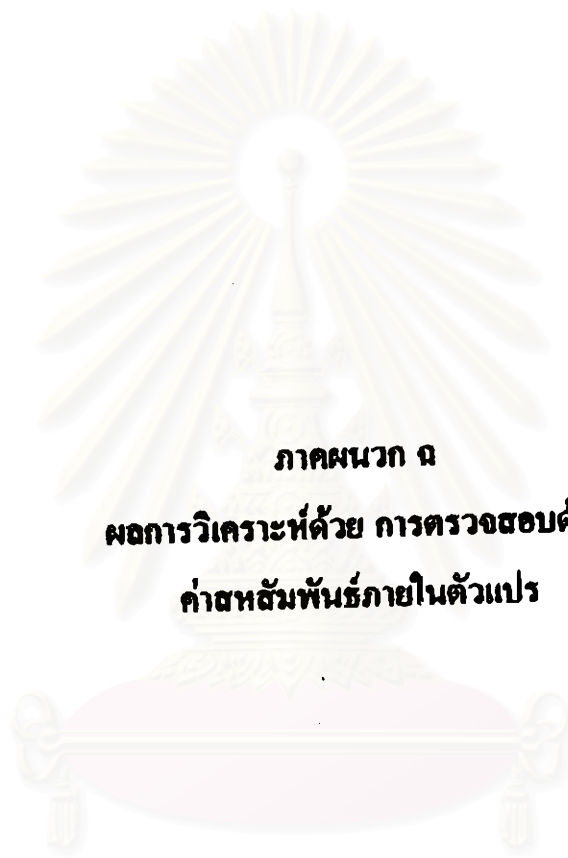 ภาคผนวก ฉ
ผลการวิเคราะห์ด้วย การตรวจสอบ
ค่าสหสัมพันธ์ภายในตัวแปร